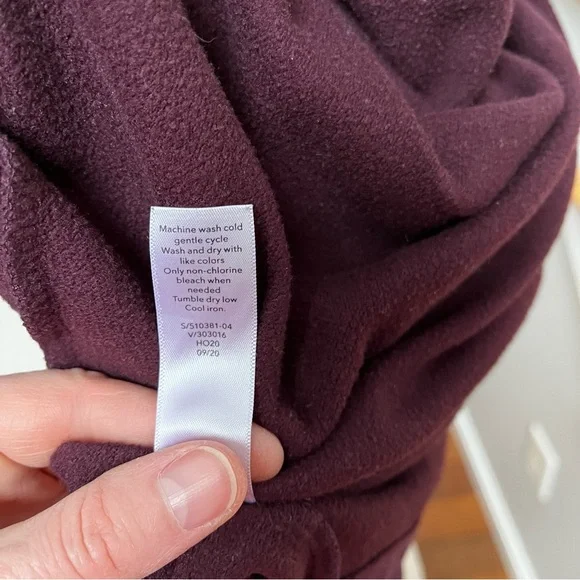 Machine wash cold
gentle cycle
Wash and dry with
like colors
Only non-chlorine
bleach when
needed
Tumble dry low
Cool iron.
S/510381-04
V/303016
HO20
09/20